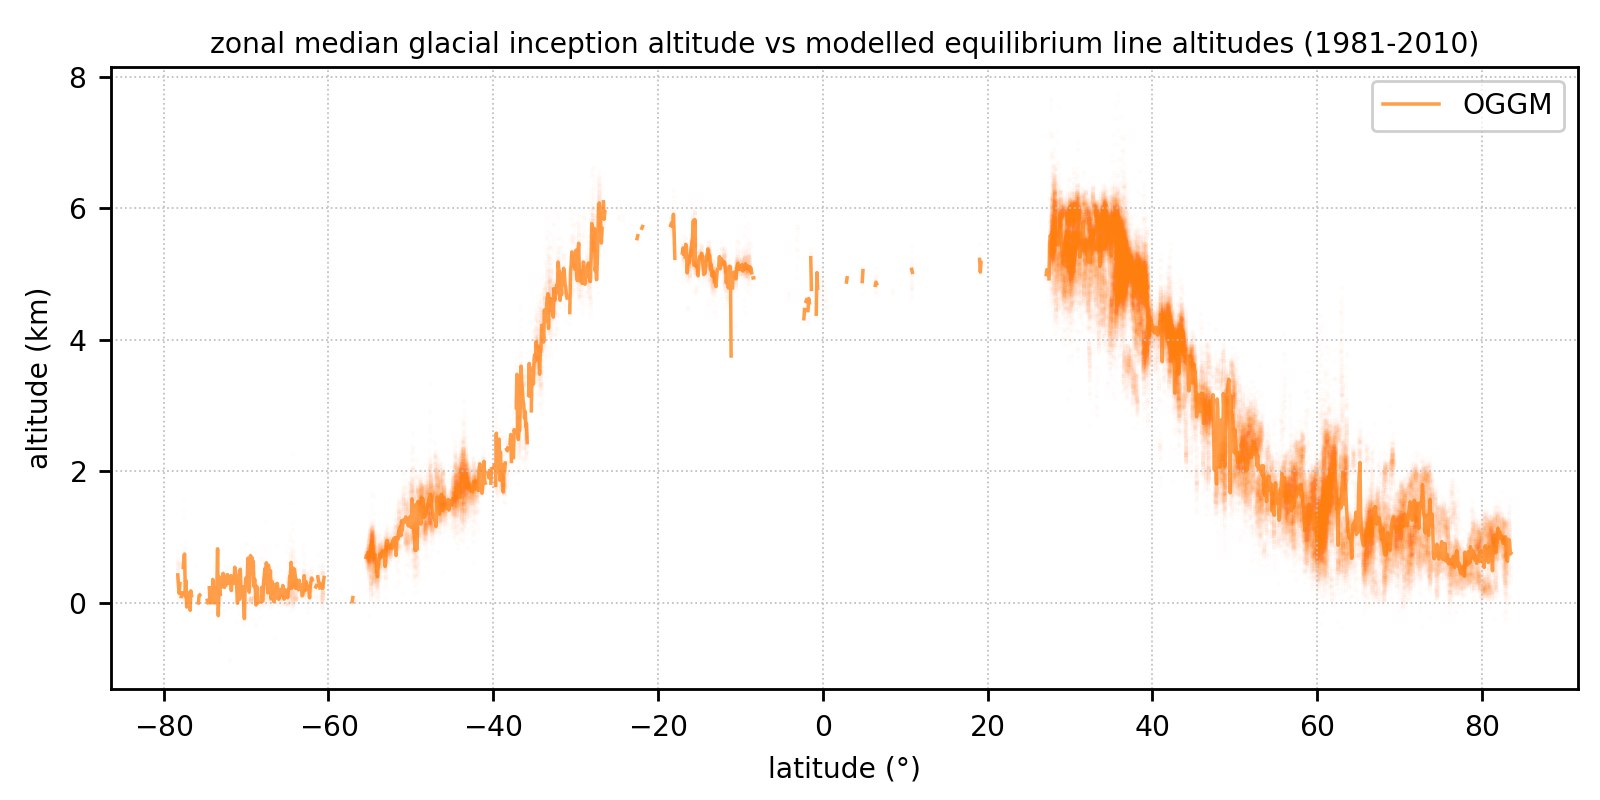 zonal median glacial inception altitude vs modelled equilibrium line altitudes (1981-2010)
OGGM
8
6
4
2
0
altitude (km)
−80 −60 −40 −20 0 20 40 60 80
latitude (°)